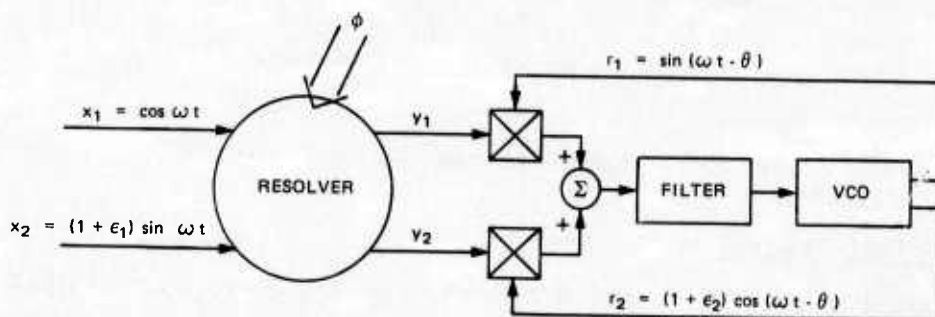 ϕ
r₁ = sin (ωt - θ)
x₁ = cos ωt
y₁
+
RESOLVER
Σ
FILTER
VCO
x₂ = (1 + ϵ₁) sin ωt
y₂
+
r₂ = (1 + ϵ₂) cos (ωt - θ)